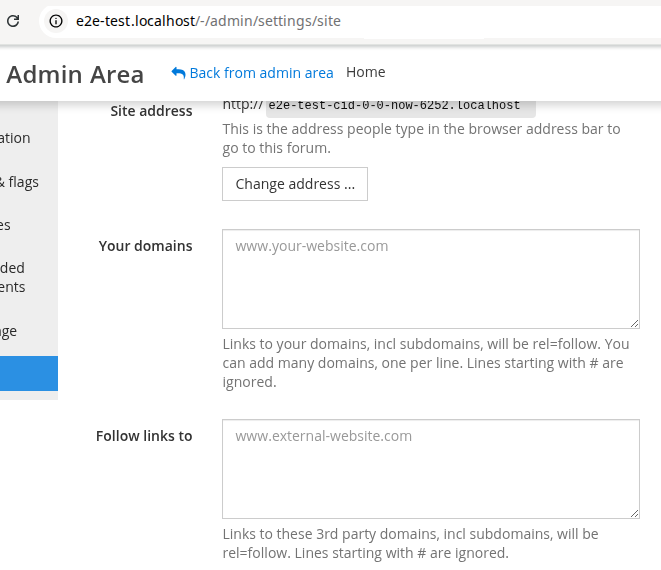 e2e-test.localhost/-/admin/settings/site
Admin Area
Back from admin area
Home
ation
& flags
es
ded
ents
ge
Site address
http:// e2e-test-cid-0-0-now-6252.localhost
This is the address people type in the browser address bar to
go to this forum.
Change address ...
Your domains
www.your-website.com
Links to your domains, incl subdomains, will be rel=follow. You
can add many domains, one per line. Lines starting with # are
ignored.
Follow links to
www.external-website.com
Links to these 3rd party domains, incl subdomains, will be
rel=follow. Lines starting with # are ignored.